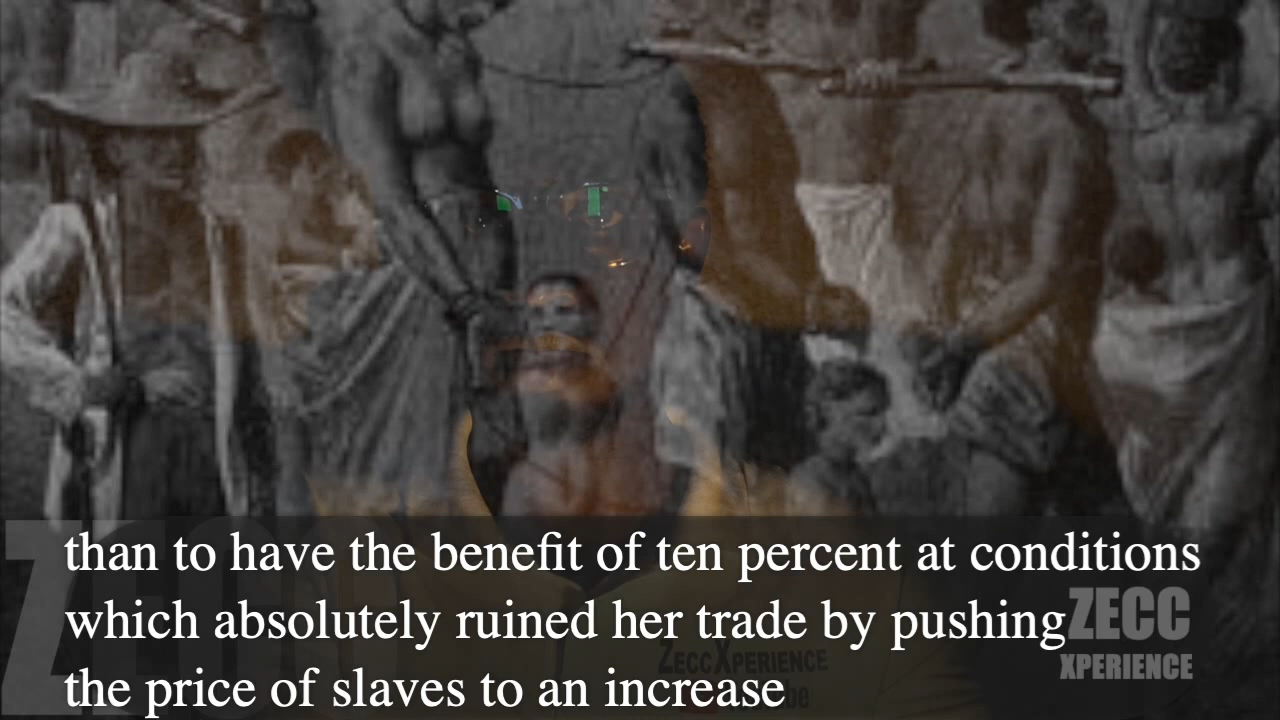 than to have the benefit of ten percent at conditions
which absolutely ruined her trade by pushing
the price of slaves to an increase
ZECC
XPERIENCE
ZECCXPERIENCE